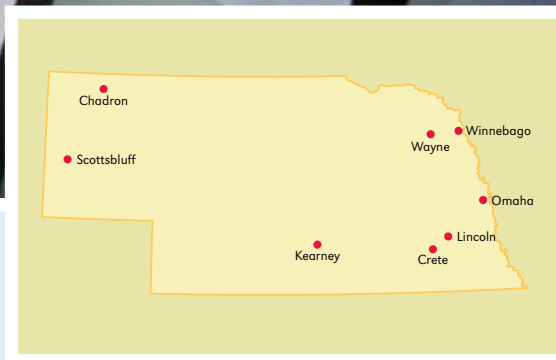 Chadron
Winnebago
Wayne
Scottsbluff
Omaha
Lincoln
Kearney
Crete